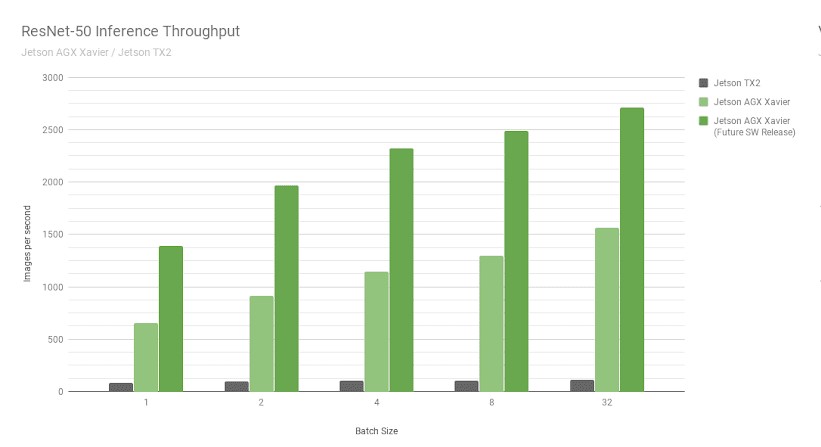 ResNet-50 Inference Throughput
Jetson AGX Xavier / Jetson TX2
Images per second
3000
2500
2000
1500
1000
500
0
1 2 4 8 32
Batch Size
Jetson TX2
Jetson AGX Xavier
Jetson AGX Xavier
(Future SW Release)